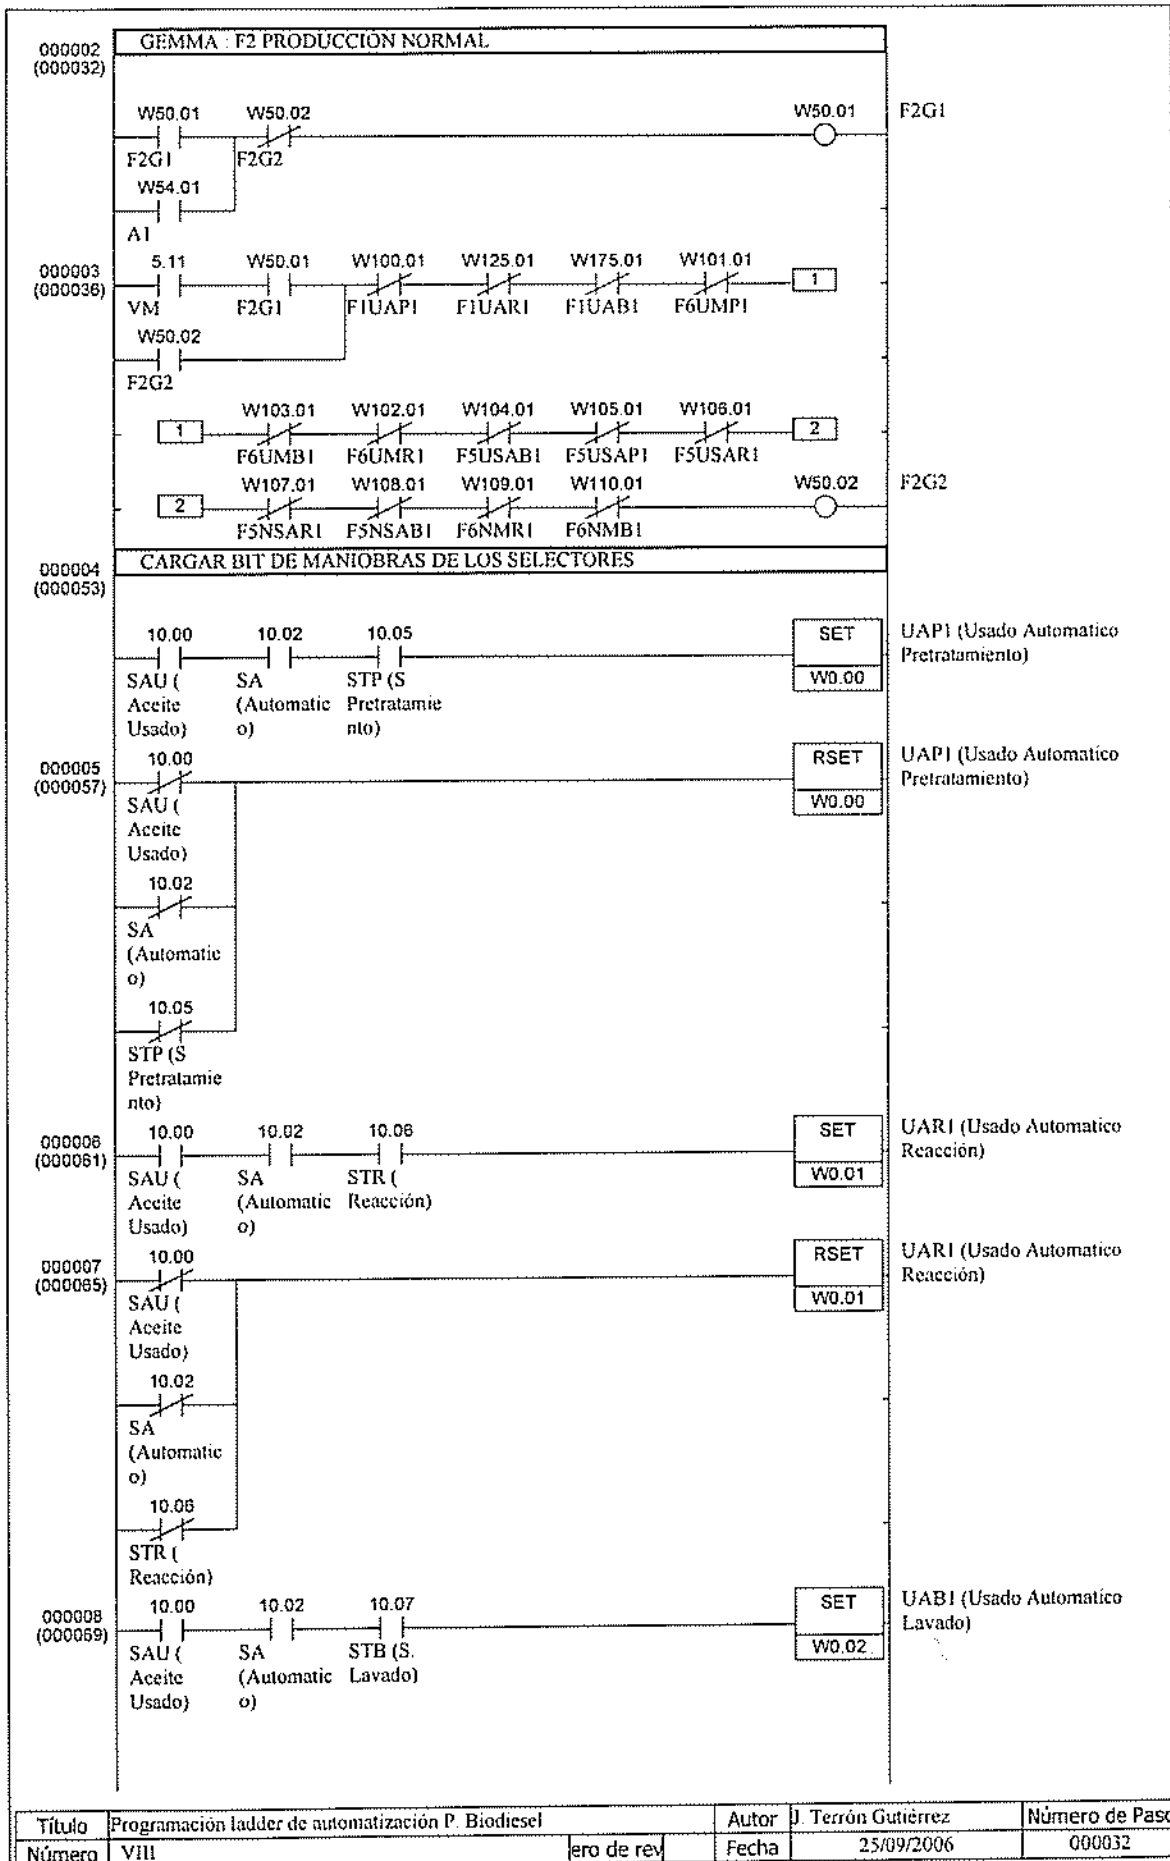 GEMMA : F2 PRODUCCIÓN NORMAL
000002
(000032)
W50.01 W50.02 W50.01 F2G1
F2G1 F2G2
W54.01
A1
000003
(000036)
5.11 W50.01 W100.01 W125.01 W175.01 W101.01
1
VM F2G1 F1UAP1 F1UAR1 F1UAB1 F6UMP1
W50.02
F2G2
W103.01 W102.01 W104.01 W105.01 W106.01
1 2
F6UMB1 F6UMR1 F5USAB1 F5USAP1 F5USAR1
W107.01 W108.01 W109.01 W110.01 W50.02 F2G2
2
F5NSAR1 F5NSAB1 F6NMR1 F6NMB1
CARGAR BIT DE MANIOBRAS DE LOS SELECTORES
000004
(000053)
10.00 10.02 10.05 SET UAP1 (Usado Automatico
Pretratamiento)
W0.00
SAU ( SA STP (S
Aceite (Automatic Pretratamie
Usado) o) nto)
000005
(000057)
10.00 RSET UAP1 (Usado Automatico
Pretratamiento)
W0.00
SAU (
Aceite
Usado)
10.02
SA
(Automatic
o)
10.05
STP (S
Pretratamie
nto)
000006
(000061)
10.00 10.02 10.06 SET UAR1 (Usado Automatico
Reacción)
W0.01
SAU ( SA STR (
Aceite (Automatic Reacción)
Usado) o)
000007
(000065)
10.00 RSET UAR1 (Usado Automatico
Reacción)
W0.01
SAU (
Aceite
Usado)
10.02
SA
(Automatic
o)
10.06
STR (
Reacción)
000008
(000069)
10.00 10.02 10.07 SET UAB1 (Usado Automatico
Lavado)
W0.02
SAU ( SA STB (S.
Aceite (Automatic Lavado)
Usado) o)
Título Programación ladder de automatización P. Biodiesel Autor J. Terrón Gutiérrez Número de Paso
Número VIII ero de rev Fecha 25/09/2006 000032